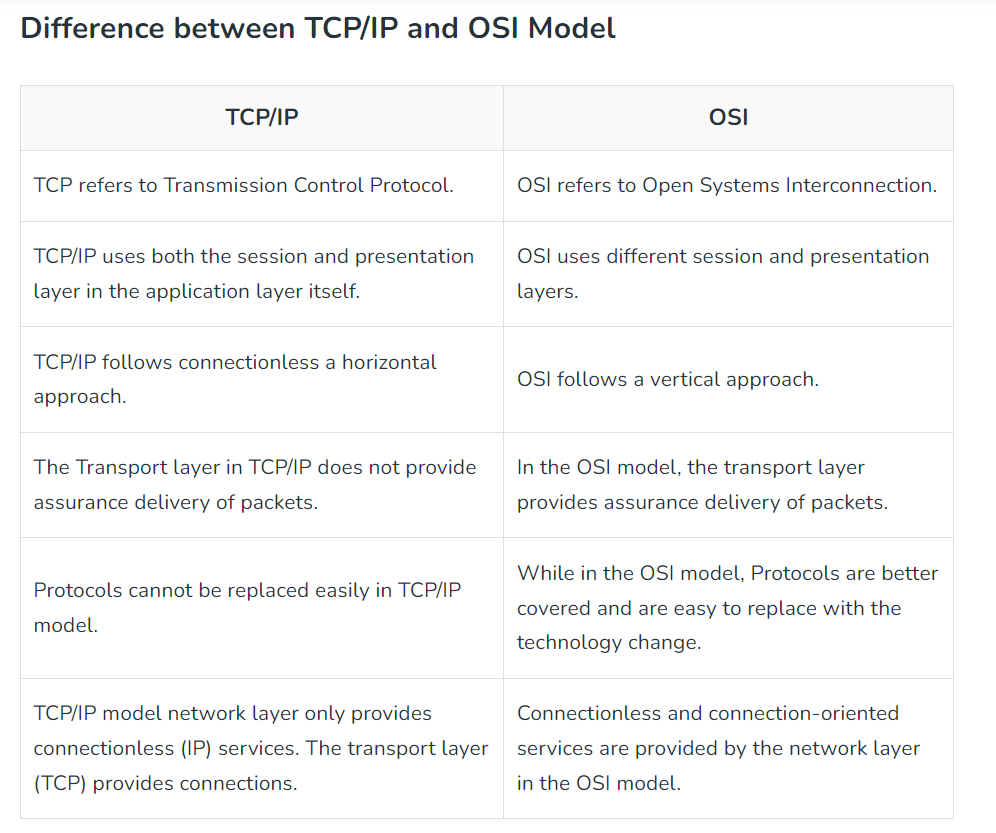 Difference between TCP/IP and OSI Model
TCP/IP
OSI
TCP refers to Transmission Control Protocol.
OSI refers to Open Systems Interconnection.
TCP/IP uses both the session and presentation
layer in the application layer itself.
OSI uses different session and presentation
layers.
TCP/IP follows connectionless a horizontal
approach.
OSI follows a vertical approach.
The Transport layer in TCP/IP does not provide
assurance delivery of packets.
In the OSI model, the transport layer
provides assurance delivery of packets.
Protocols cannot be replaced easily in TCP/IP
model.
While in the OSI model, Protocols are better
covered and are easy to replace with the
technology change.
TCP/IP model network layer only provides
connectionless (IP) services. The transport layer
(TCP) provides connections.
Connectionless and connection-oriented
services are provided by the network layer
in the OSI model.